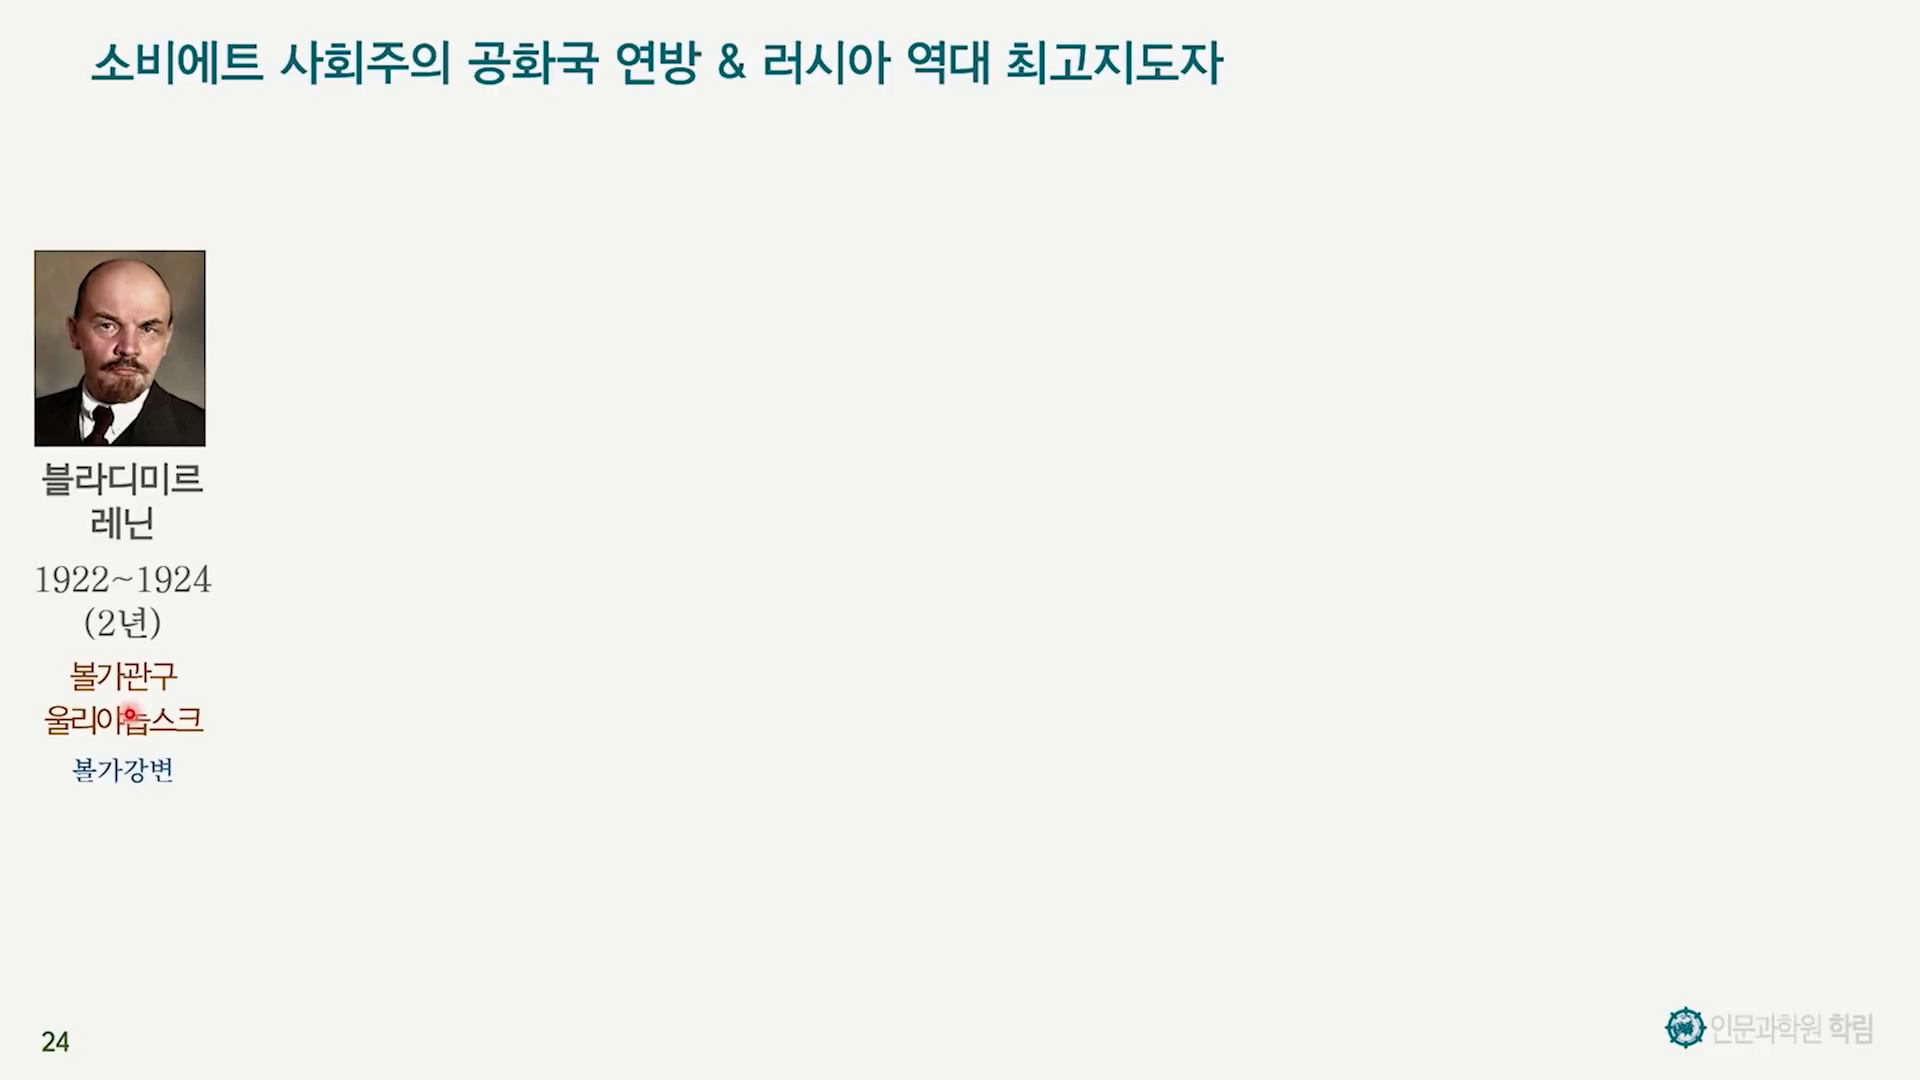 소비에트 사회주의 공화국 연방 & 러시아 역대 최고지도자
블라디미르
레닌
1922~1924
(2년)
볼가관구
울리야놉스크
볼가강변
24
인문과학원 학림